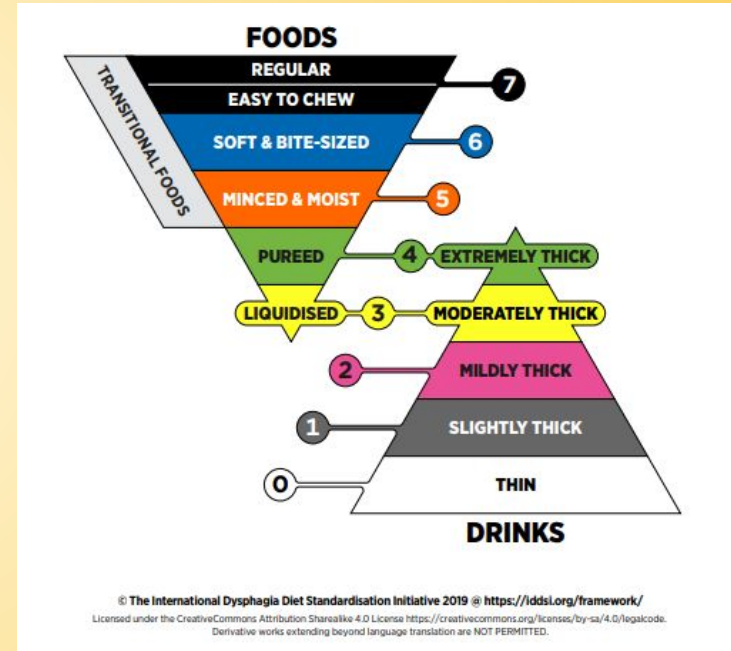 FOODS
REGULAR
7
EASY TO CHEW
TRANSITIONAL FOODS
SOFT & BITE-SIZED
6
MINCED & MOIST
5
PUREED
4
EXTREMELY THICK
LIQUIDISED
3
MODERATELY THICK
2
MILDLY THICK
1
SLIGHTLY THICK
0
THIN
DRINKS
© The International Dysphagia Diet Standardisation Initiative 2019 @ https://iddsi.org/framework/
Licensed under the CreativeCommons Attribution Sharealike 4.0 License https://creativecommons.org/licenses/by-sa/4.0/legalcode.
Derivative works extending beyond language translation are NOT PERMITTED.